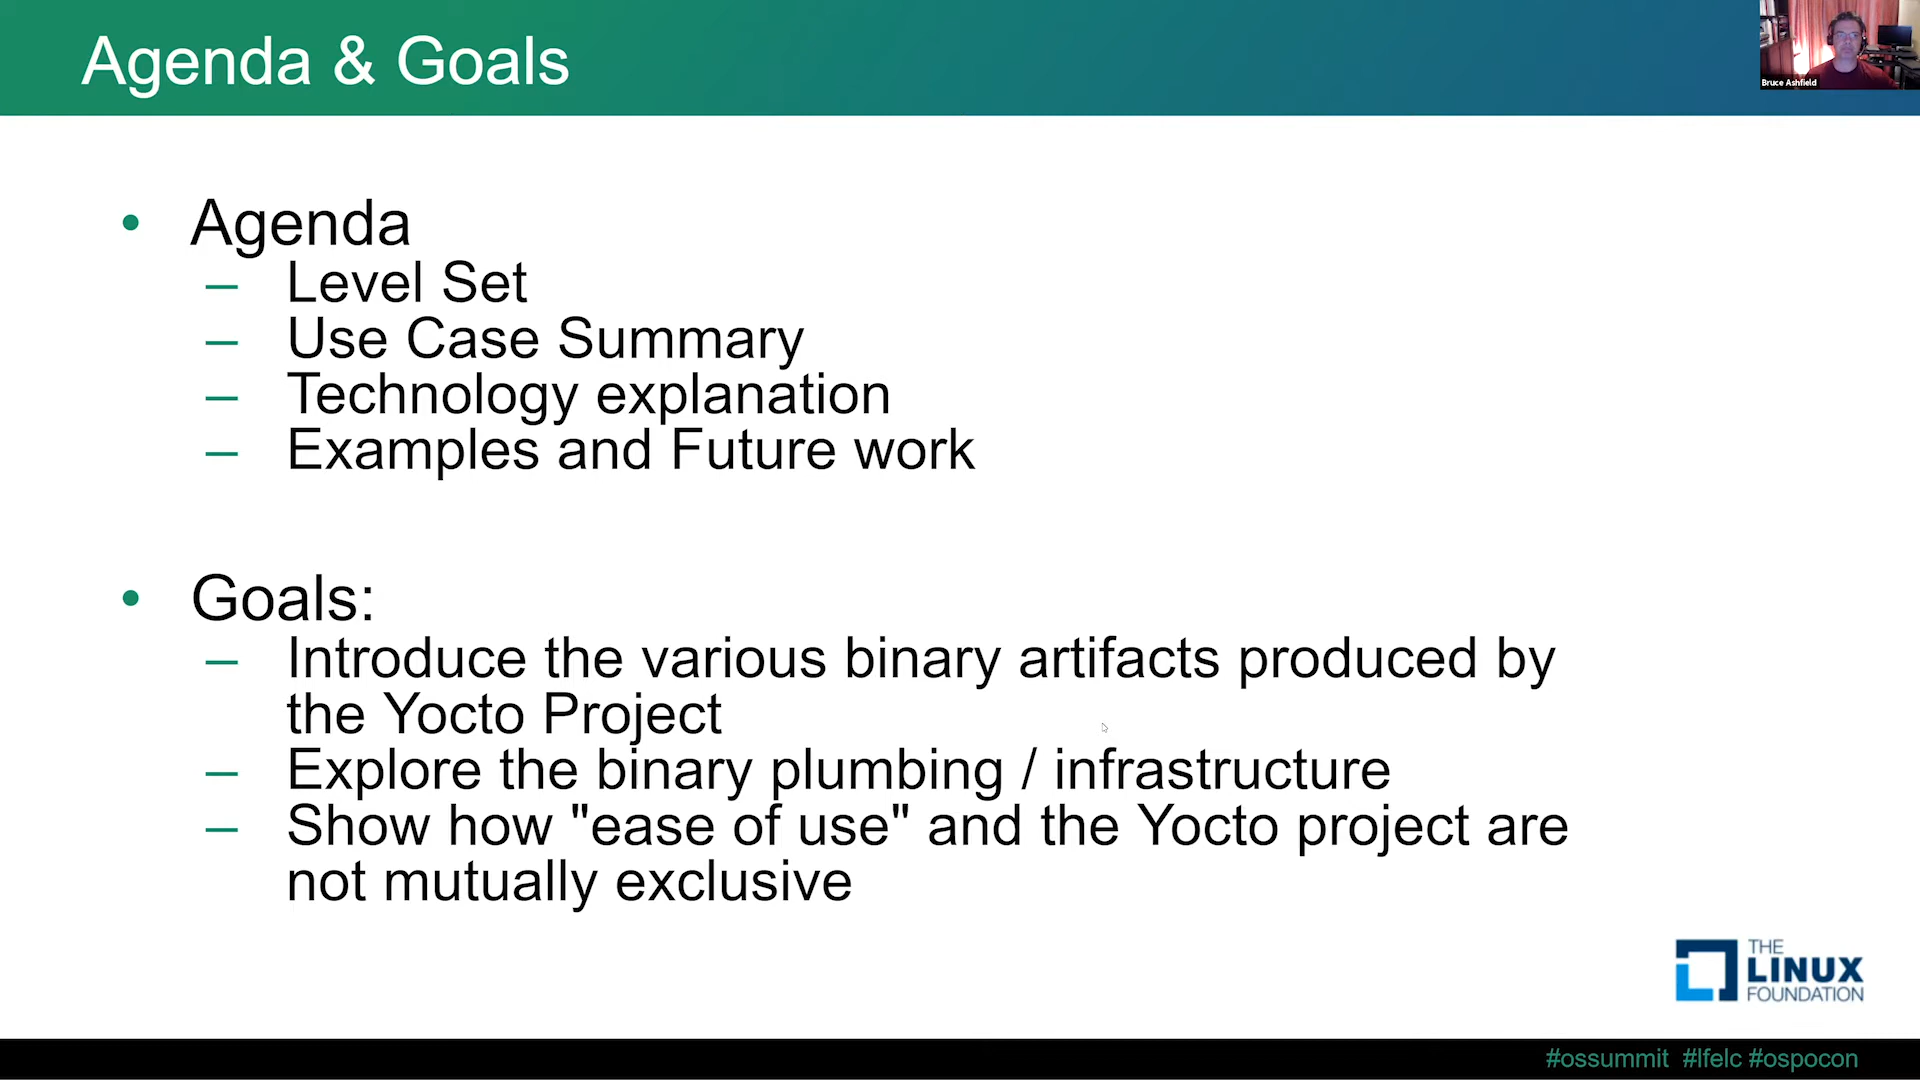 Agenda & Goals
Bruce Ashfield
• Agenda
– Level Set
– Use Case Summary
– Technology explanation
– Examples and Future work
• Goals:
– Introduce the various binary artifacts produced by
the Yocto Project
– Explore the binary plumbing / infrastructure
– Show how "ease of use" and the Yocto project are
not mutually exclusive
THE
LINUX
FOUNDATION
#ossummit #lfelc #ospocon